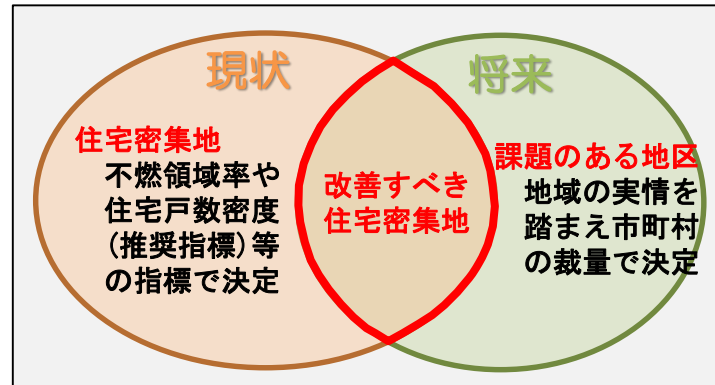 現状
住宅密集地
不燃領域率や
住宅戸数密度
(推奨指標)等
の指標で決定
改善すべき
住宅密集地
将来
課題のある地区
地域の実情を
踏まえ市町村
の裁量で決定